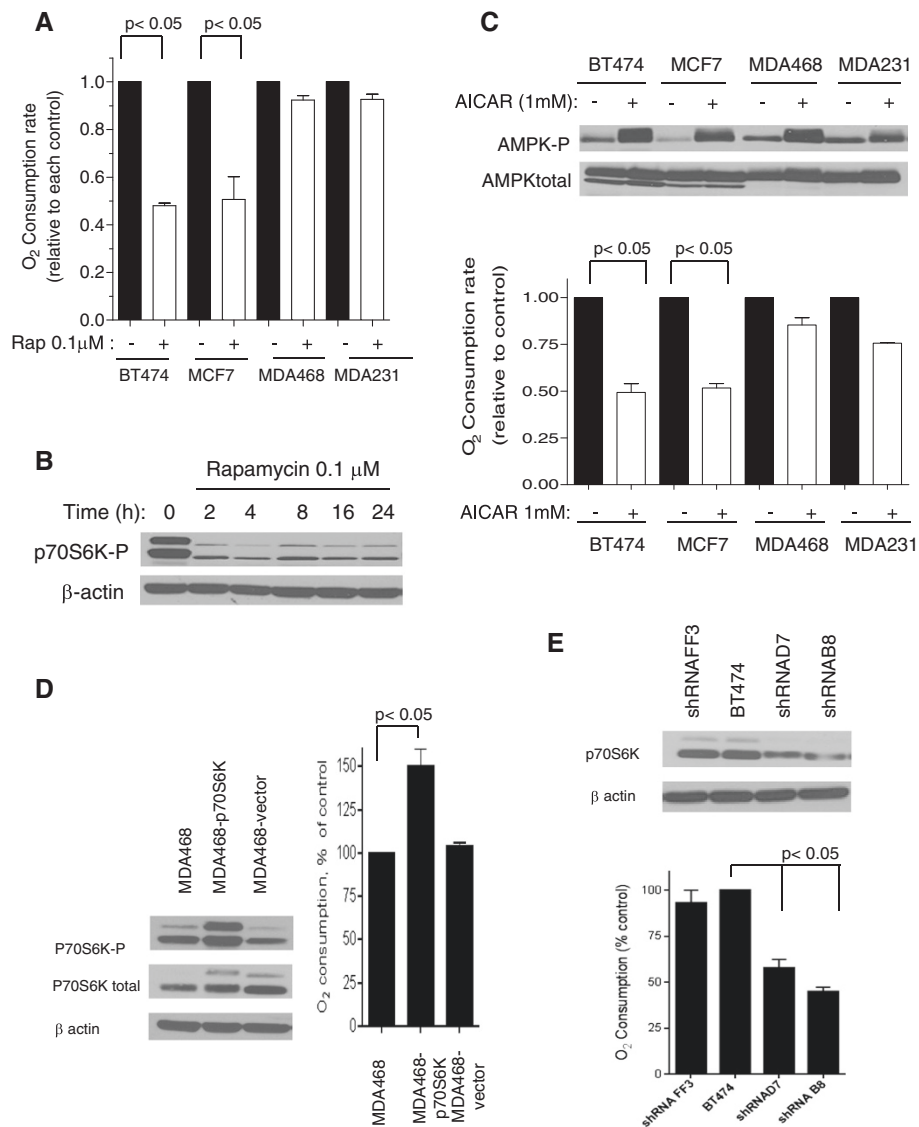 A
p< 0.05 p< 0.05
O2 Consumption rate
(relative to each control)
1.0
0.8
0.6
0.4
0.2
0.0
Rap 0.1μM : - + - + - + - +
BT474 MCF7 MDA468 MDA231
B
Rapamycin 0.1 μM
Time (h): 0 2 4 8 16 24
p70S6K-P
β-actin
C
BT474 MCF7 MDA468 MDA231
AICAR (1mM): - + - + - + - +
AMPK-P
AMPKtotal
p< 0.05 p< 0.05
O2 Consumption rate
(relative to control)
1.00
0.75
0.50
0.25
0.00
AICAR 1mM: - + - + - + - +
BT474 MCF7 MDA468 MDA231
D
MDA468
MDA468-p70S6K
MDA468-vector
P70S6K-P
P70S6K total
β actin
p< 0.05
O2 consumption, % of control
150
125
100
75
50
25
0
MDA468
MDA468-
p70S6K
MDA468-
vector
E
shRNAFF3
BT474
shRNAD7
shRNAB8
p70S6K
β actin
p< 0.05
O2 Consumption (% control)
100
75
50
25
0
shRNA FF3
BT474
shRNAD7
shRNA B8